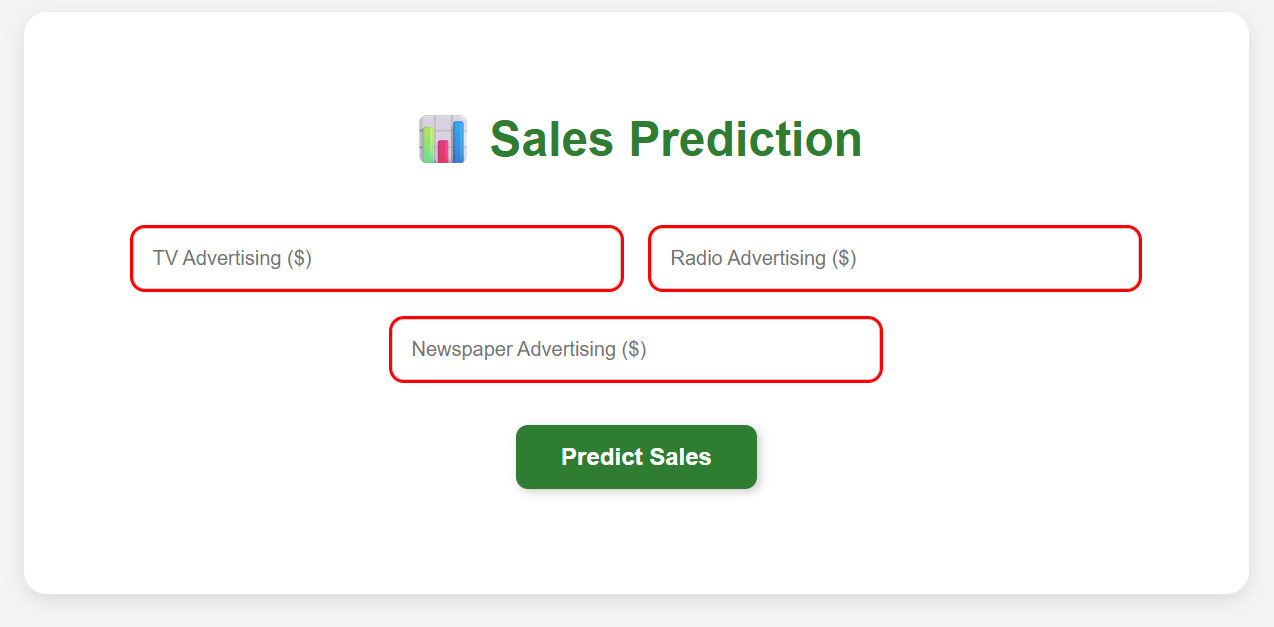 Sales Prediction
TV Advertising ($)
Radio Advertising ($)
Newspaper Advertising ($)
Predict Sales